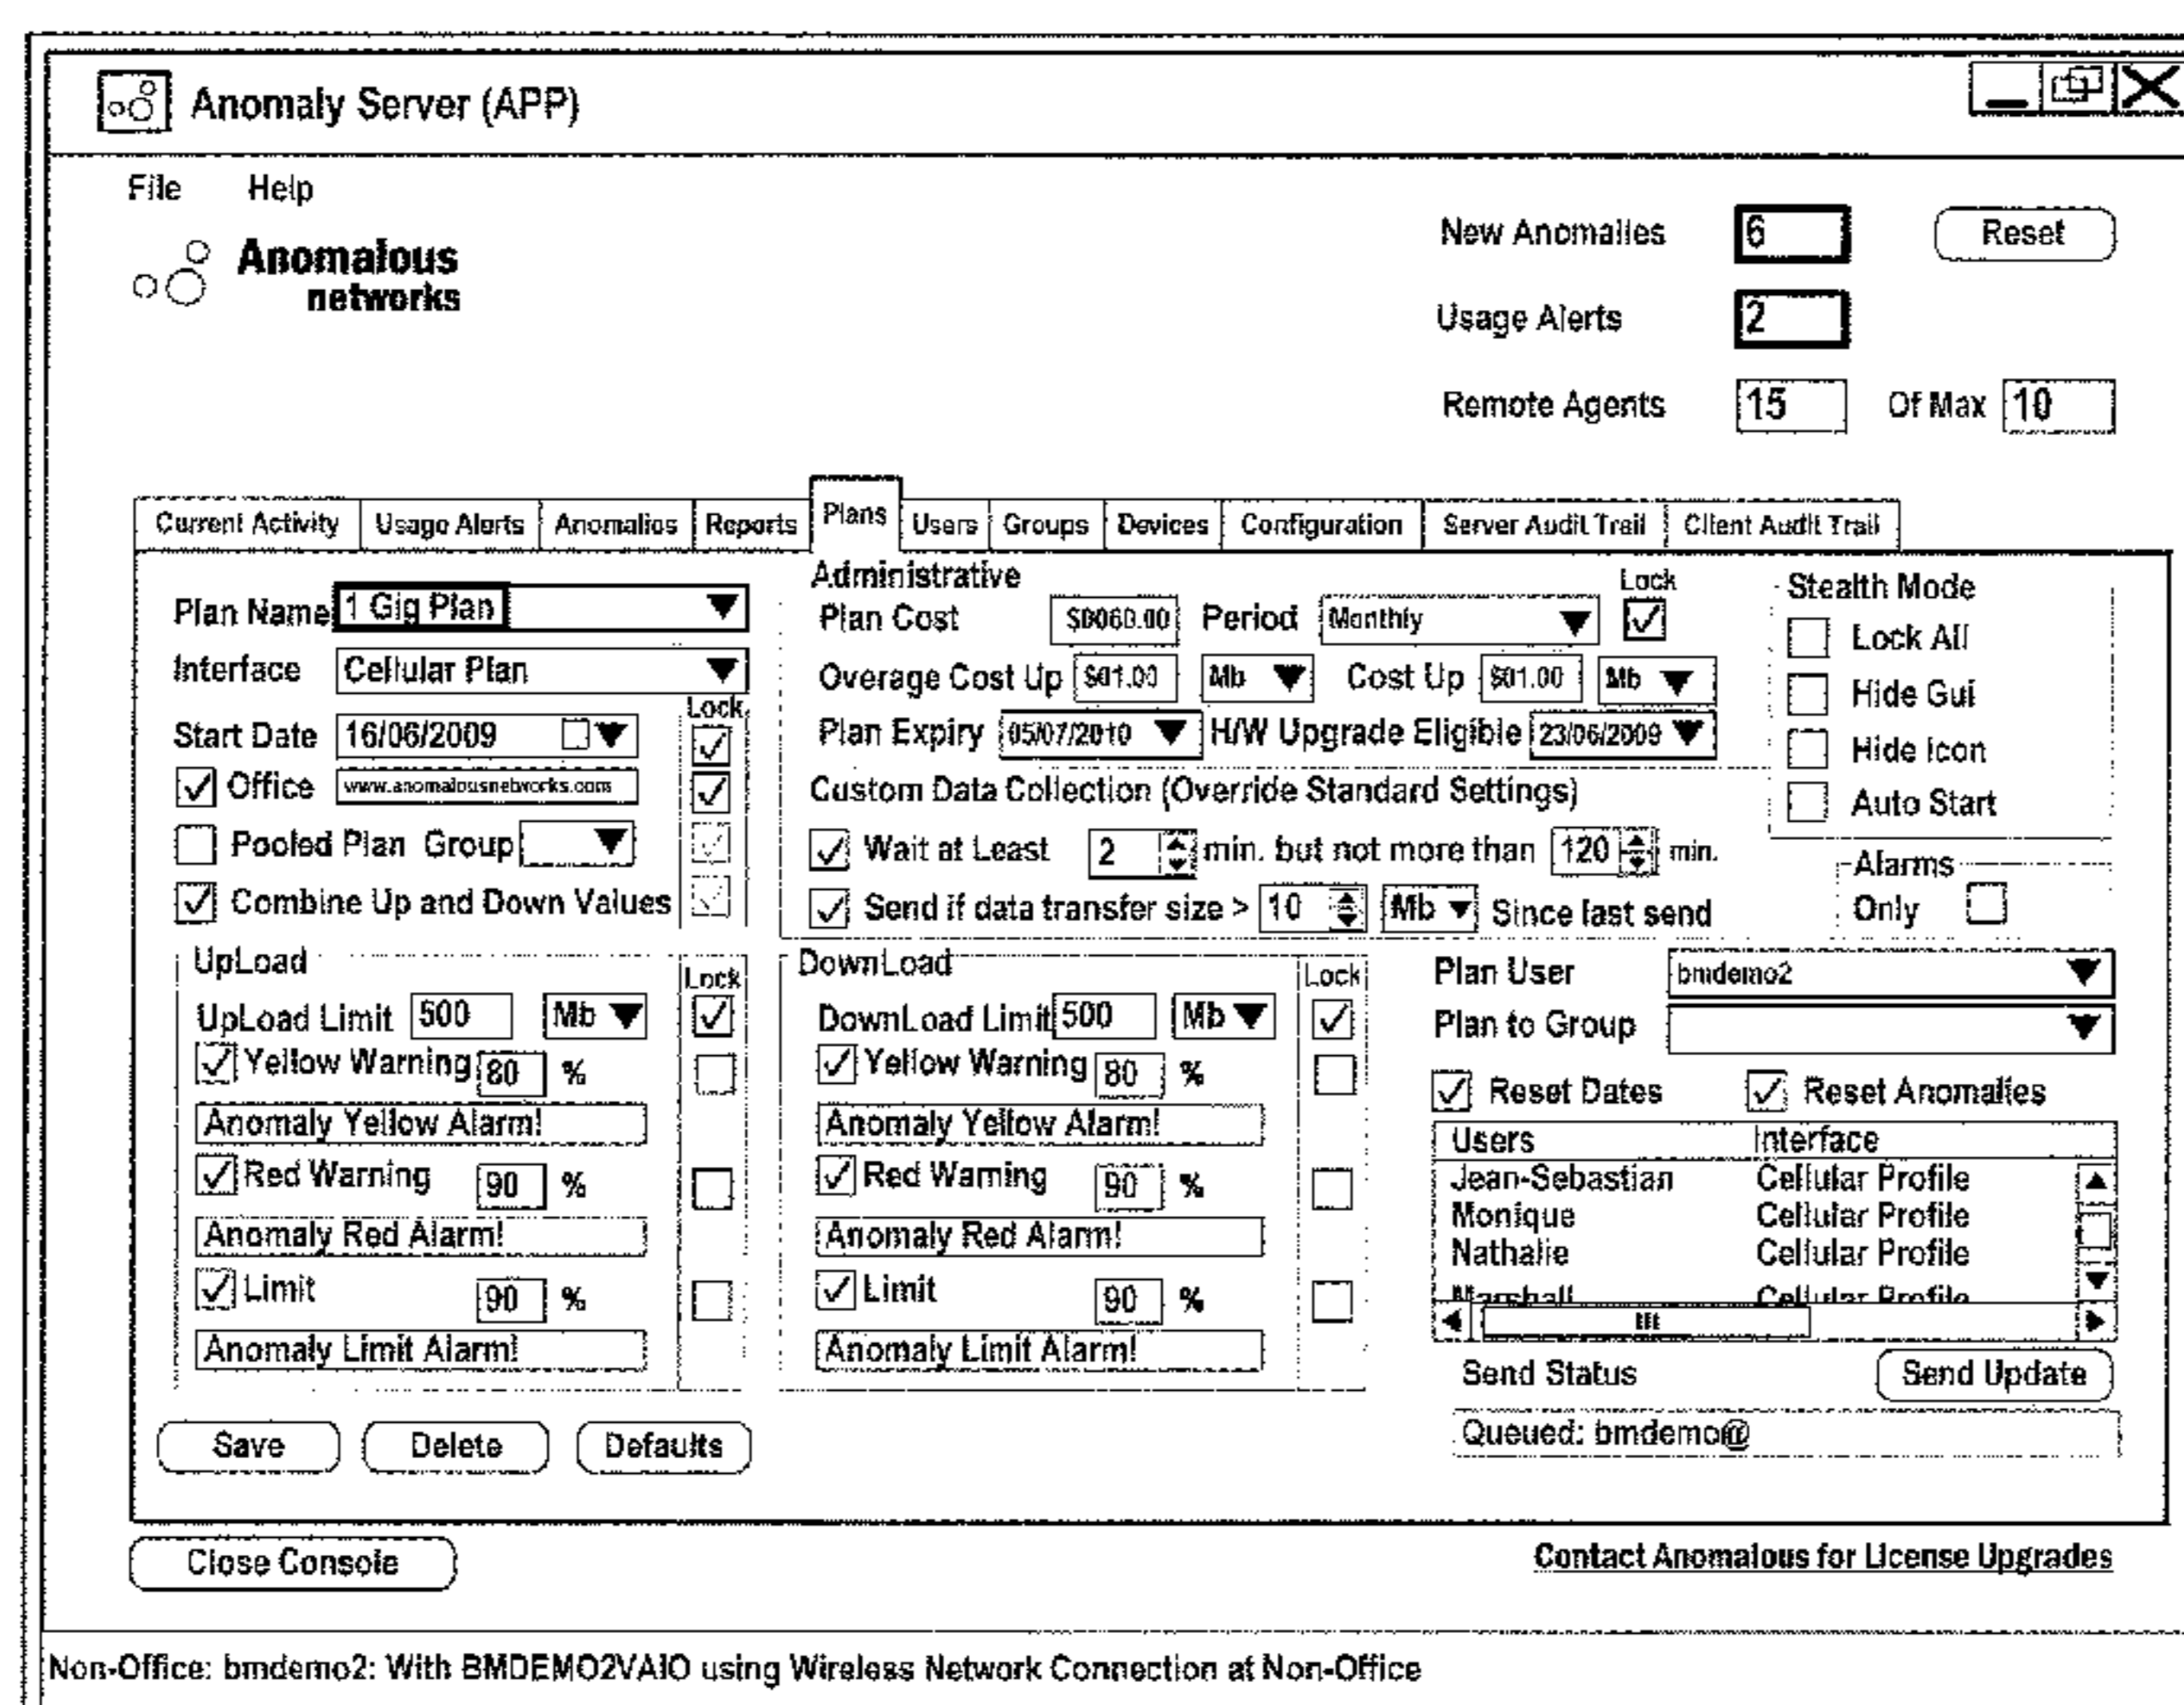 Anomaly Server (APP)
File Help
Anomalous
networks
New Anomalies 6 Reset
Usage Alerts 2
Remote Agents 15 Of Max 10
Current Activity Usage Alerts Anomalies Reports Plans Users Groups Devices Configuration Server Audit Trail Client Audit Trail
Plan Name 1 Gig Plan
Interface Cellular Plan
Lock
Start Date 16/06/2009
Office www.anomalousnetworks.com
Pooled Plan Group
Combine Up and Down Values
Administrative
Lock
Plan Cost $0060.00 Period Monthly
Overage Cost Up $01.00 Mb Cost Up $01.00 Mb
Plan Expiry 05/07/2010 H/W Upgrade Eligible 23/06/2009
Custom Data Collection (Override Standard Settings)
Wait at Least 2 min. but not more than 120 min.
Send if data transfer size > 10 Mb Since last send
Stealth Mode
Lock All
Hide Gui
Hide Icon
Auto Start
Alarms
Only
UpLoad
Lock
UpLoad Limit 500 Mb
Yellow Warning 80 %
Anomaly Yellow Alarm!
Red Warning 90 %
Anomaly Red Alarm!
Limit 90 %
Anomaly Limit Alarm!
DownLoad
Lock
DownLoad Limit 500 Mb
Yellow Warning 80 %
Anomaly Yellow Alarm!
Red Warning 90 %
Anomaly Red Alarm!
Limit 90 %
Anomaly Limit Alarm!
Plan User bmdemo2
Plan to Group
Reset Dates Reset Anomalies
Users Interface
Jean-Sebastian Cellular Profile
Monique Cellular Profile
Nathalie Cellular Profile
Marshall Cellular Profile
Send Status Send Update
Queued: bmdemo@
Save Delete Defaults
Close Console
Contact Anomalous for License Upgrades
Non-Office: bmdemo2: With BMDEMO2VAIO using Wireless Network Connection at Non-Office